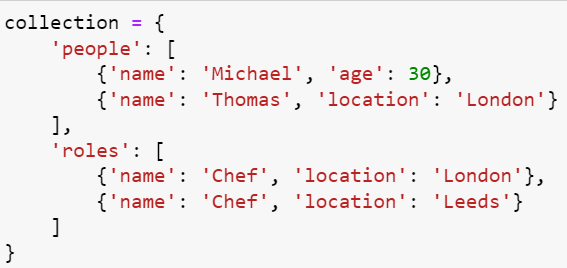 collection = {
    'people': [
        {'name': 'Michael', 'age': 30},
        {'name': 'Thomas', 'location': 'London'}
    ],
    'roles': [
        {'name': 'Chef', 'location': 'London'},
        {'name': 'Chef', 'location': 'Leeds'}
    ]
}